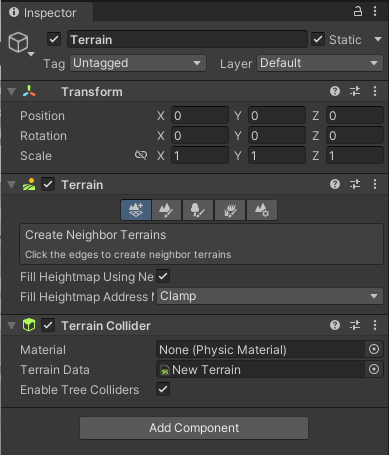 Inspector
Terrain Static
Tag Untagged Layer Default
Transform
Position X 0 Y 0 Z 0
Rotation X 0 Y 0 Z 0
Scale X 1 Y 1 Z 1
Terrain
Create Neighbor Terrains
Click the edges to create neighbor terrains
Fill Heightmap Using Ne
Fill Heightmap Address M Clamp
Terrain Collider
Material None (Physic Material)
Terrain Data New Terrain
Enable Tree Colliders
Add Component